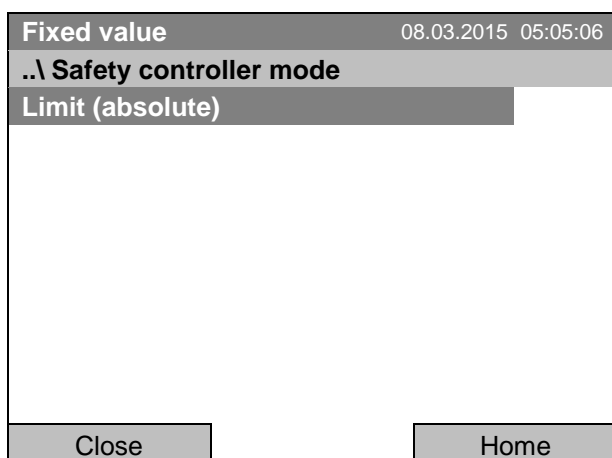 Fixed value 08.03.2015 05:05:06
..\ Safety controller mode
Limit (absolute)
Close Home